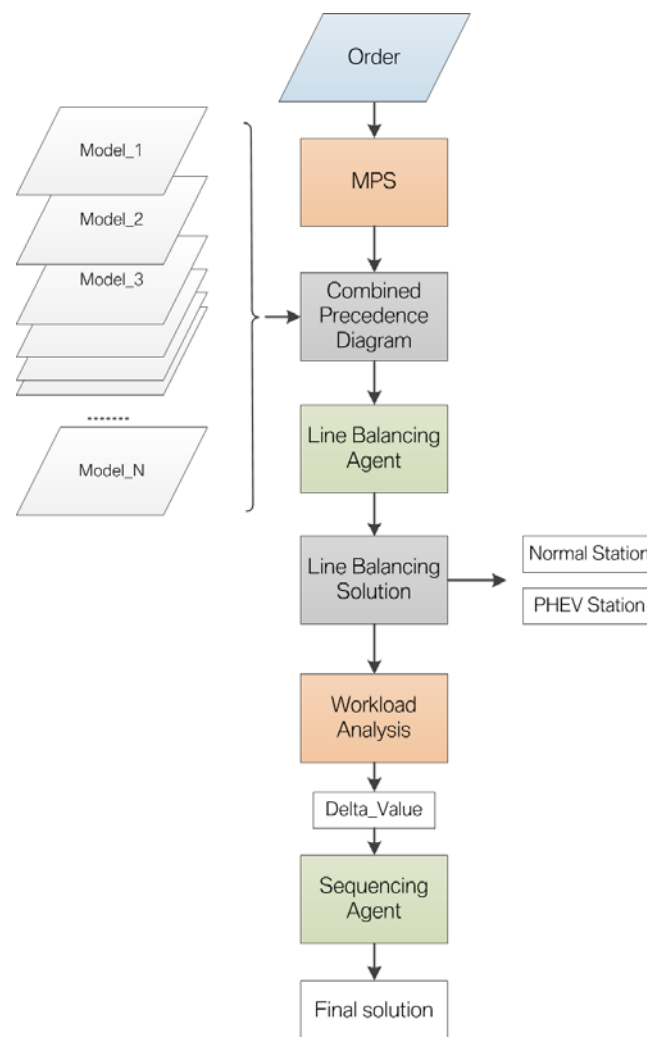 Order
MPS
Model_1
Model_2
Model_3
.......
Model_N
Combined
Precedence
Diagram
Line Balancing
Agent
Line Balancing
Solution
Normal Station
PHEV Station
Workload
Analysis
Delta_Value
Sequencing
Agent
Final solution